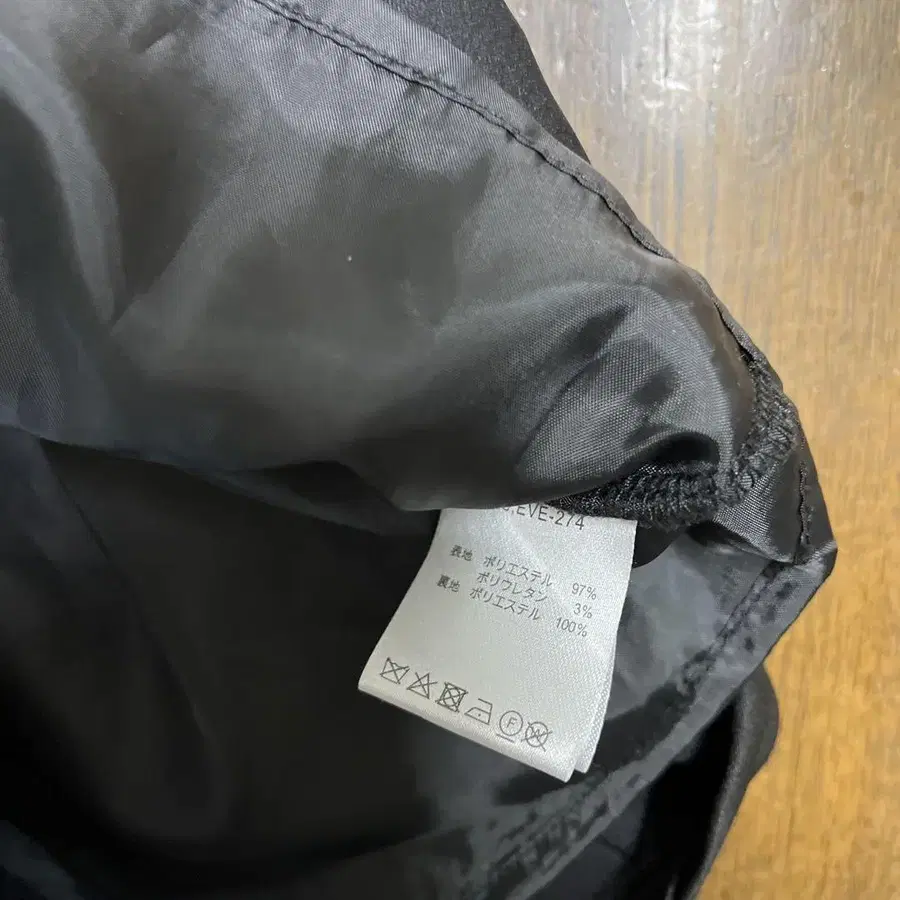 EVE-274
表地 ポリエステル 97%
ポリウレタン 3%
裏地 ポリエステル 100%
F